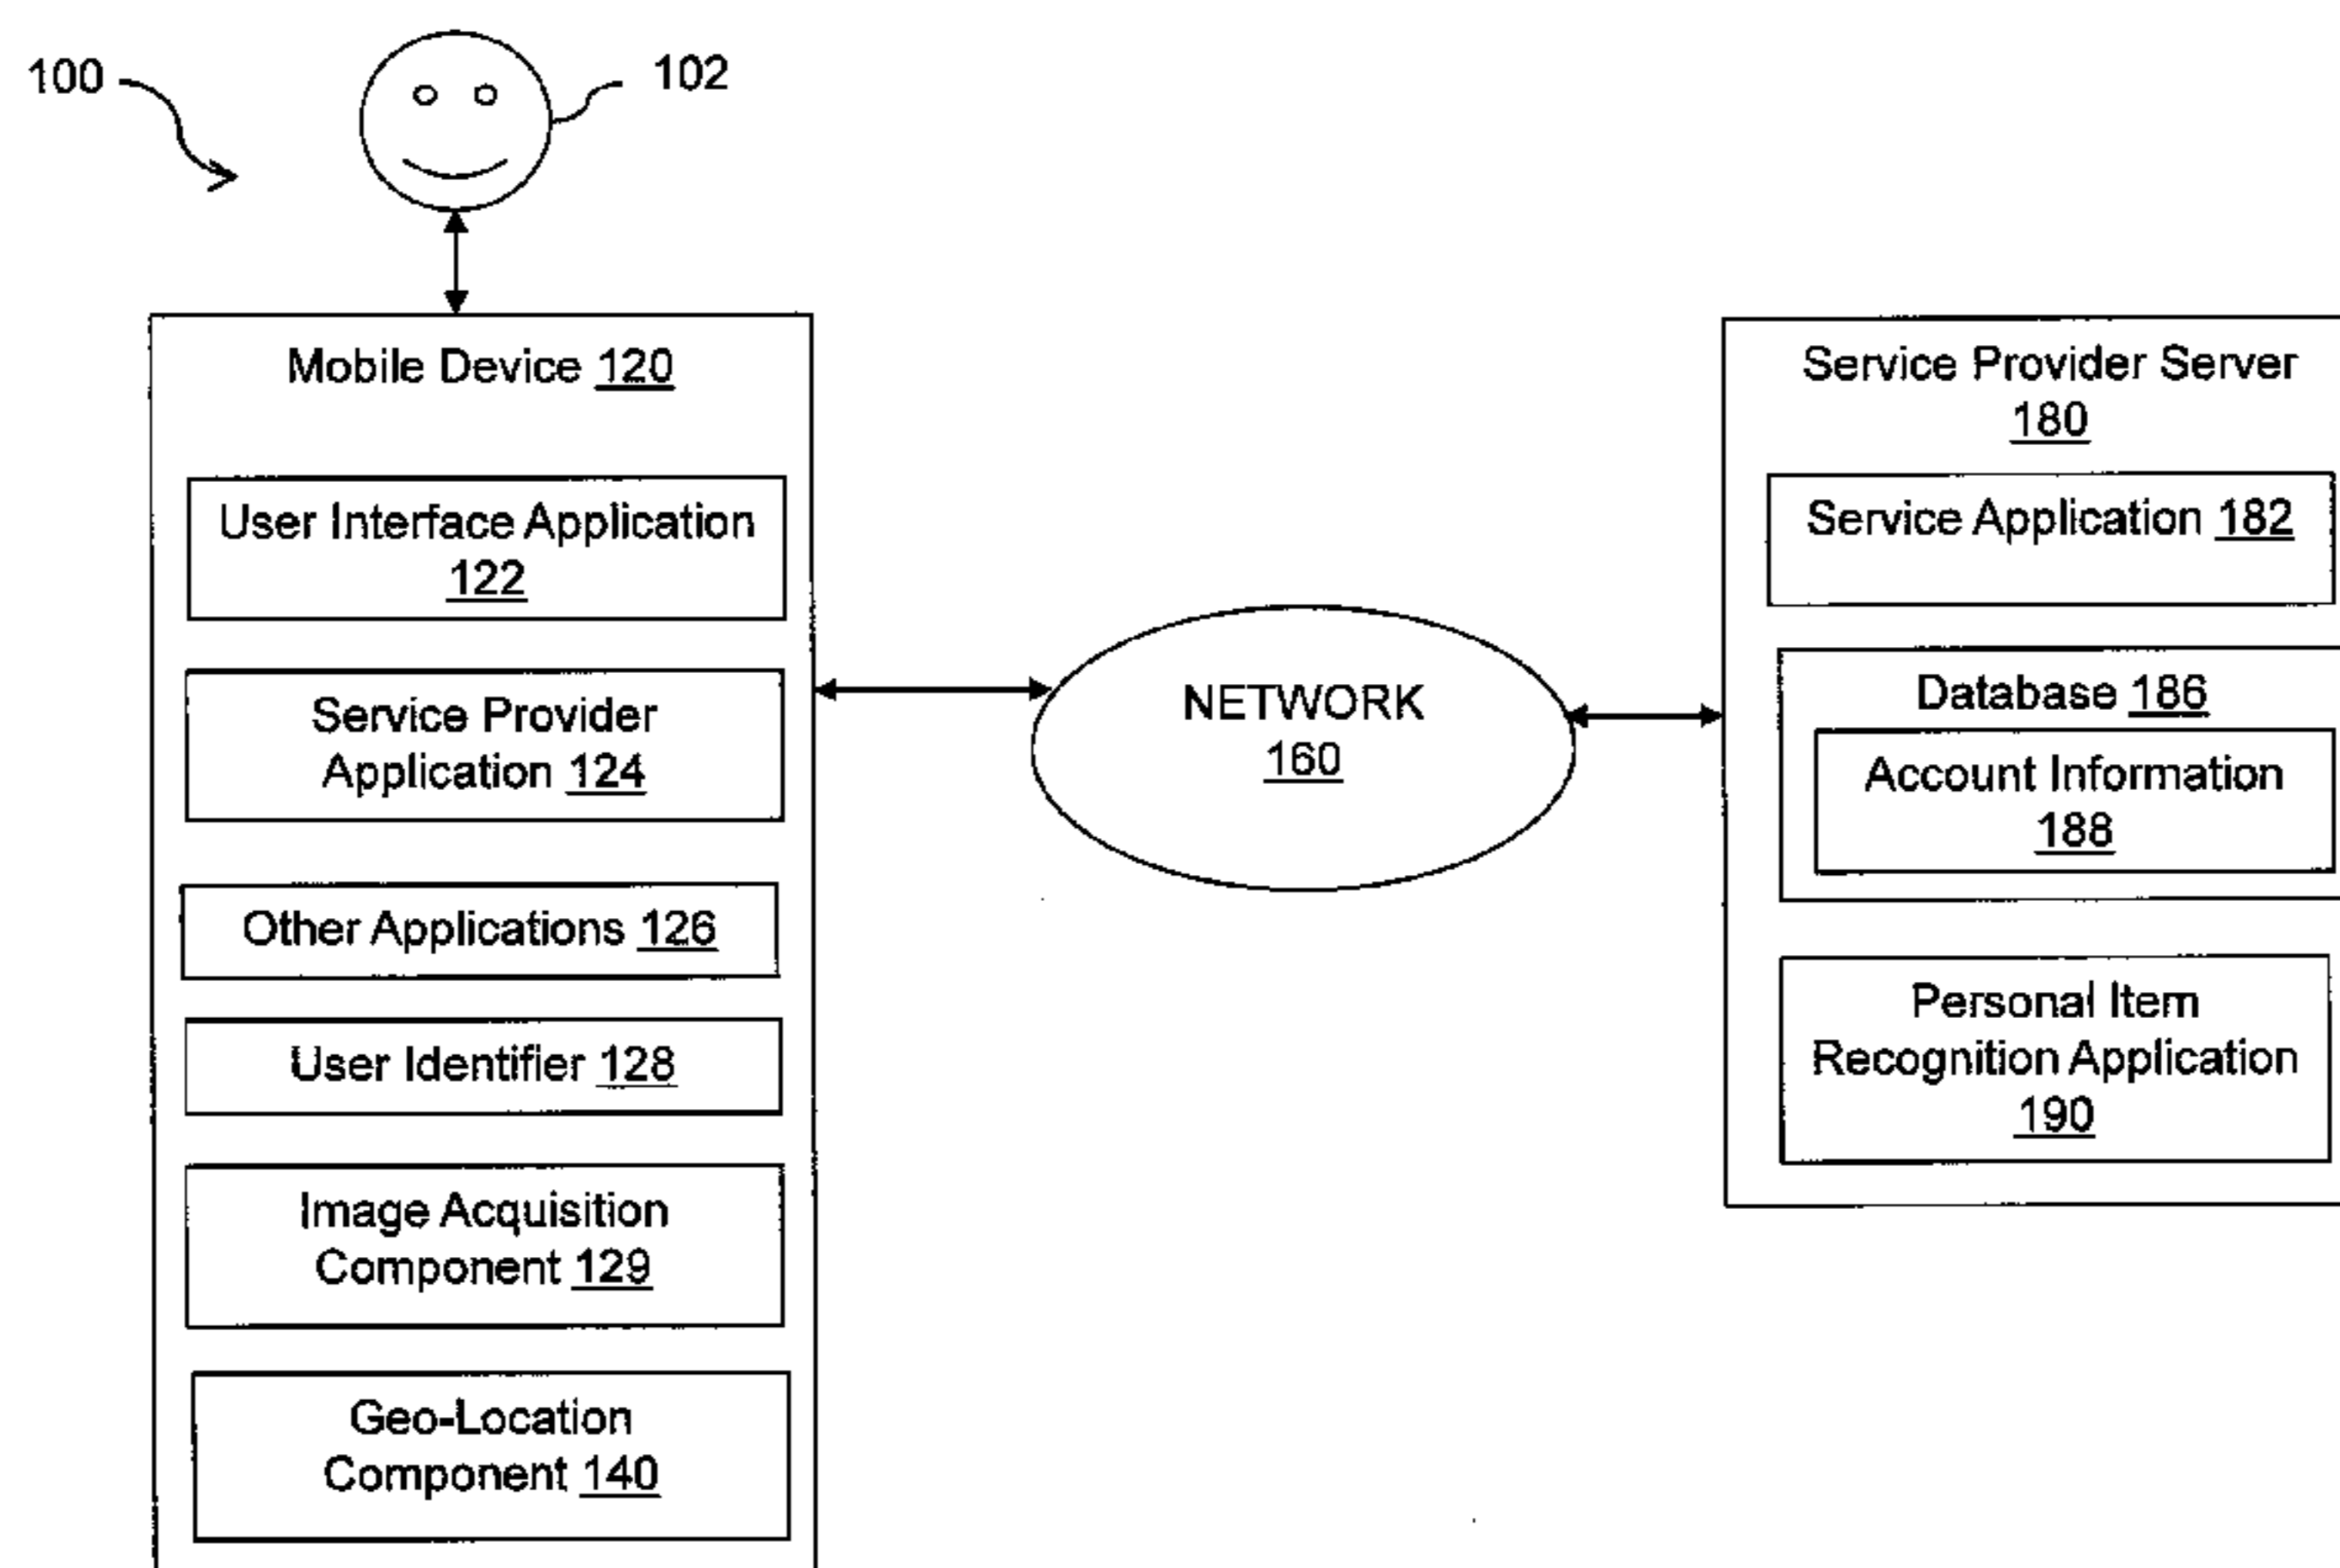 100
102
Mobile Device 120
User Interface Application
122
Service Provider
Application 124
Other Applications 126
User Identifier 128
Image Acquisition
Component 129
Geo-Location
Component 140
NETWORK
160
Service Provider Server
180
Service Application 182
Database 186
Account Information
188
Personal Item
Recognition Application
190